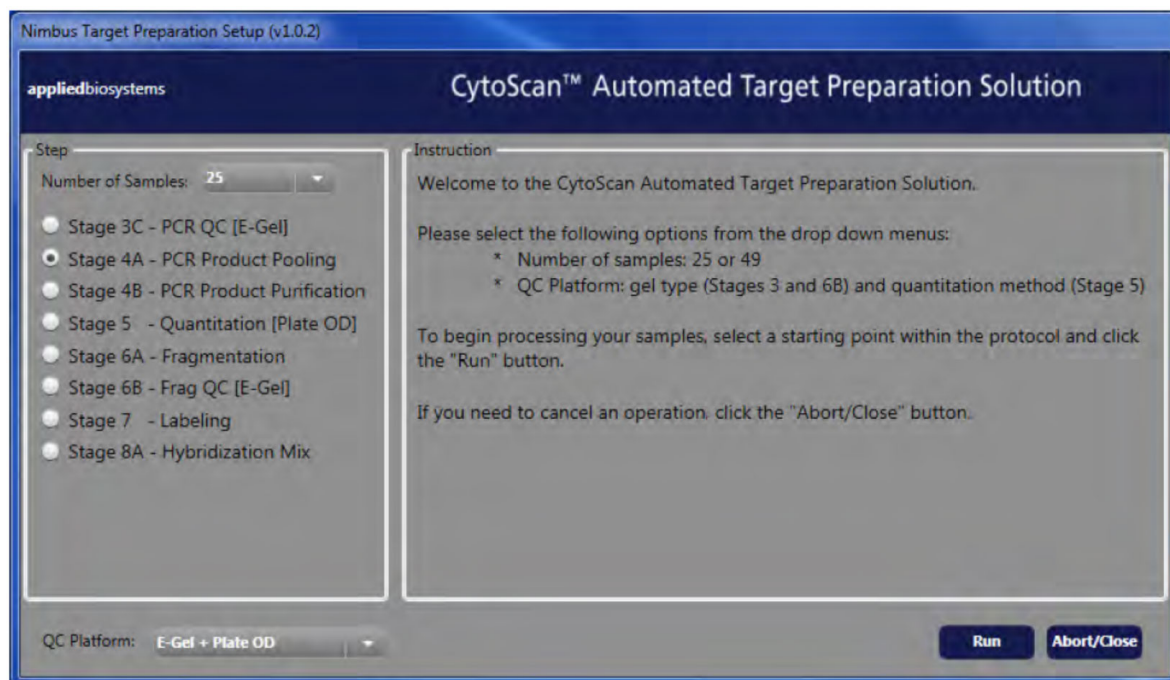 Nimbus Target Preparation Setup (v1.0.2)
appliedbiosystems
CytoScan™ Automated Target Preparation Solution
Step
Number of Samples: 25
Stage 3C - PCR QC [E-Gel]
Stage 4A - PCR Product Pooling
Stage 4B - PCR Product Purification
Stage 5 - Quantitation [Plate OD]
Stage 6A - Fragmentation
Stage 6B - Frag QC [E-Gel]
Stage 7 - Labeling
Stage 8A - Hybridization Mix
Instruction
Welcome to the CytoScan Automated Target Preparation Solution.
Please select the following options from the drop down menus:
* Number of samples: 25 or 49
* QC Platform: gel type (Stages 3 and 6B) and quantitation method (Stage 5)
To begin processing your samples, select a starting point within the protocol and click
the "Run" button.
If you need to cancel an operation, click the "Abort/Close" button.
QC Platform: E-Gel + Plate OD
Run
Abort/Close